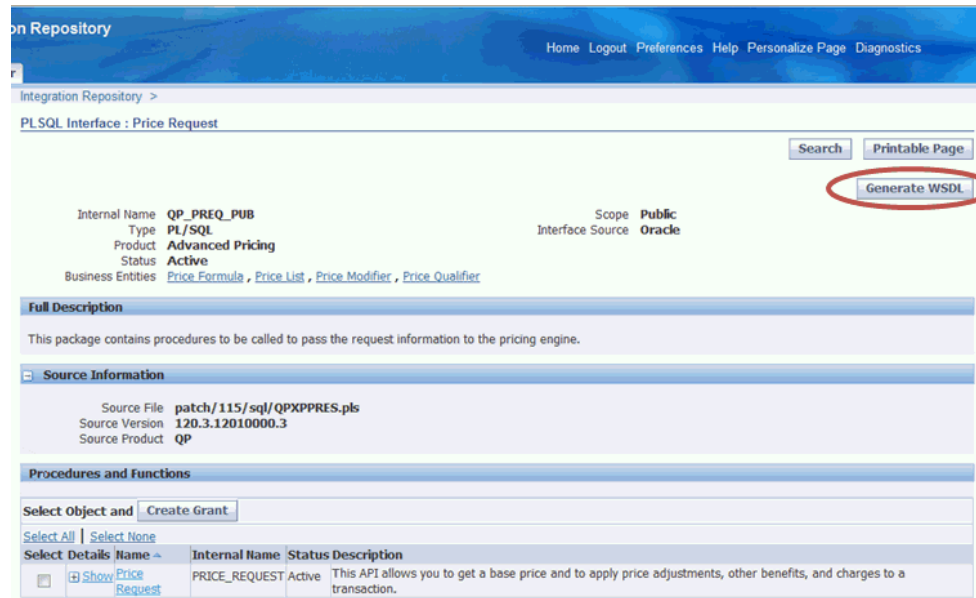 on Repository
Home Logout Preferences Help Personalize Page Diagnostics
r
Integration Repository >
PLSQL Interface : Price Request
Search Printable Page
Generate WSDL
Internal Name QP_PREQ_PUB Scope Public
Type PL/SQL Interface Source Oracle
Product Advanced Pricing
Status Active
Business Entities Price Formula , Price List , Price Modifier , Price Qualifier
Full Description
This package contains procedures to be called to pass the request information to the pricing engine.
Source Information
Source File patch/115/sql/QPXPPRES.pls
Source Version 120.3.12010000.3
Source Product QP
Procedures and Functions
Select Object and Create Grant
Select All | Select None
Select Details Name Internal Name Status Description
Show Price Request PRICE_REQUEST Active This API allows you to get a base price and to apply price adjustments, other benefits, and charges to a transaction.